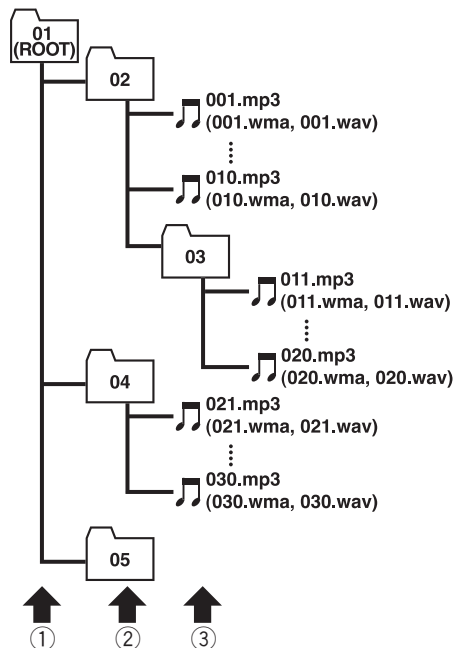 01
(ROOT)
02
001.mp3
(001.wma, 001.wav)
010.mp3
(010.wma, 010.wav)
03
011.mp3
(011.wma, 011.wav)
020.mp3
(020.wma, 020.wav)
04
021.mp3
(021.wma, 021.wav)
030.mp3
(030.wma, 030.wav)
05
① ② ③